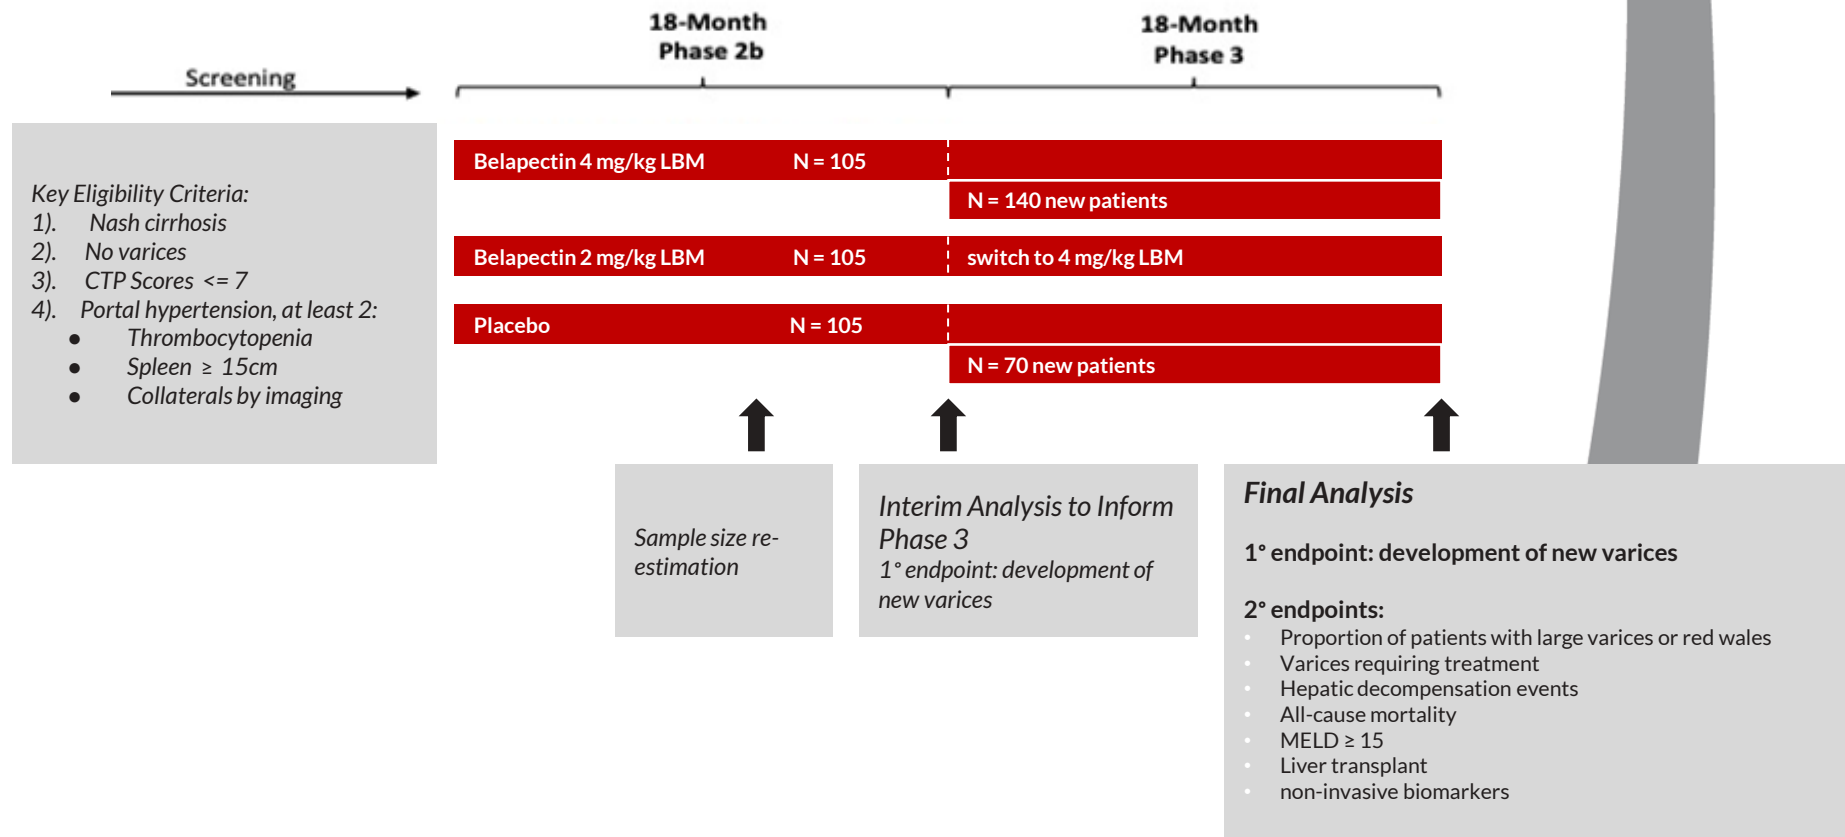 18-Month
Phase 2b
18-Month
Phase 3
Screening
Key Eligibility Criteria:
1). Nash cirrhosis
2). No varices
3). CTP Scores <= 7
4). Portal hypertension, at least 2:
● Thrombocytopenia
● Spleen ≥ 15cm
● Collaterals by imaging
Belapectin 4 mg/kg LBM N = 105
N = 140 new patients
Belapectin 2 mg/kg LBM N = 105 switch to 4 mg/kg LBM
Placebo N = 105
N = 70 new patients
Sample size re-
estimation
Interim Analysis to Inform
Phase 3
1° endpoint: development of
new varices
Final Analysis
1° endpoint: development of new varices
2° endpoints:
• Proportion of patients with large varices or red wales
• Varices requiring treatment
• Hepatic decompensation events
• All-cause mortality
• MELD ≥ 15
• Liver transplant
• non-invasive biomarkers